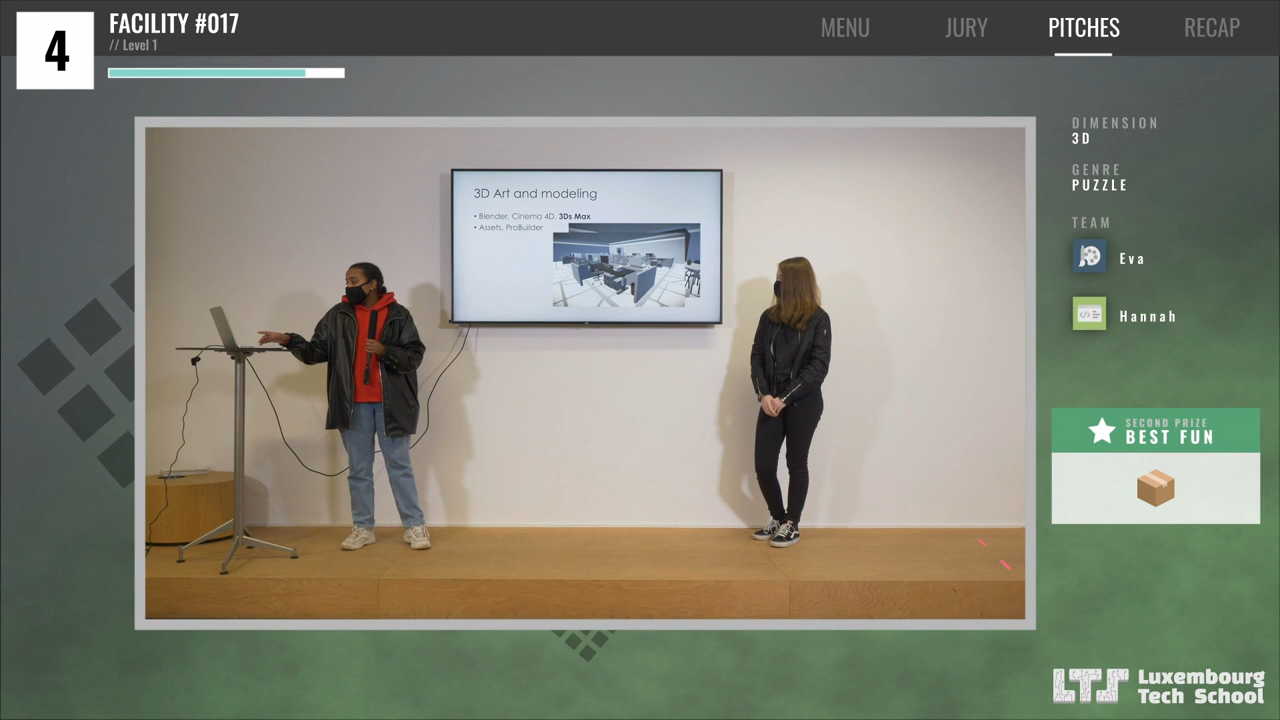 4
FACILITY #017
// Level 1
MENU
JURY
PITCHES
RECAP
DIMENSION
3D
GENRE
PUZZLE
TEAM
Eva
Hannah
SECOND PRIZE
BEST FUN
3D Art and modeling
• Blender, Cinema 4D, 3Ds Max
• Assets, ProBuilder
LTS Luxembourg
Tech School